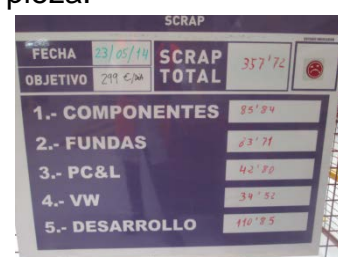 pieza.
SCRAP
FECHA 23/05/14 SCRAP TOTAL 357'72
OBJETIVO 299 €/DIA
1.- COMPONENTES 85'84
2.- FUNDAS 83'71
3.- PC&L 42'80
4.- VW 34'52
5.- DESARROLLO 110'85